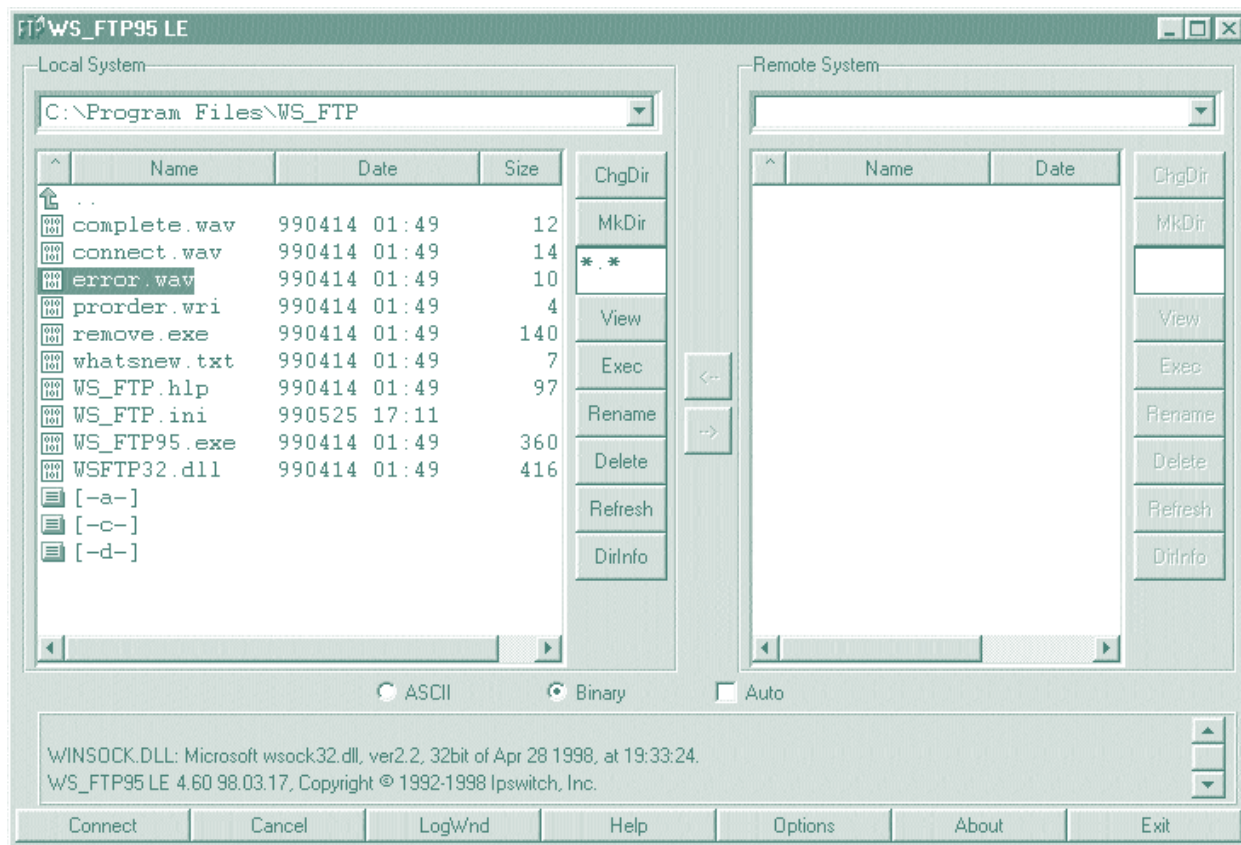 WS_FTP95 LE
Local System
C:\Program Files\WS_FTP
^ Name Date Size
..
complete.wav 990414 01:49 12
connect.wav 990414 01:49 14
error.wav 990414 01:49 10
prorder.wri 990414 01:49 4
remove.exe 990414 01:49 140
whatsnew.txt 990414 01:49 7
WS_FTP.hlp 990414 01:49 97
WS_FTP.ini 990525 17:11
WS_FTP95.exe 990414 01:49 360
WSFTP32.dll 990414 01:49 416
[-a-]
[-c-]
[-d-]
ChgDir
MkDir
*.*
View
Exec
Rename
Delete
Refresh
DirInfo
<--
-->
Remote System
^ Name Date
ChgDir
MkDir
View
Exec
Rename
Delete
Refresh
DirInfo
ASCII Binary Auto
WINSOCK.DLL: Microsoft wsock32.dll, ver2.2, 32bit of Apr 28 1998, at 19:33:24.
WS_FTP95 LE 4.60 98.03.17, Copyright © 1992-1998 Ipswitch, Inc.
Connect Cancel LogWnd Help Options About Exit